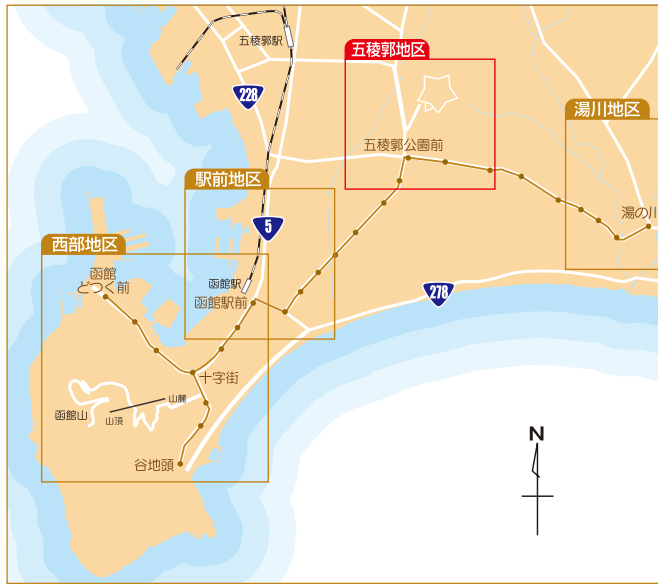 五稜郭駅
五稜郭地区
228
湯川地区
五稜郭公園前
駅前地区
湯の川
5
西部地区
函館
どつく前
函館駅
函館駅前
278
十字街
山麓
函館山
山頂
谷地頭
N